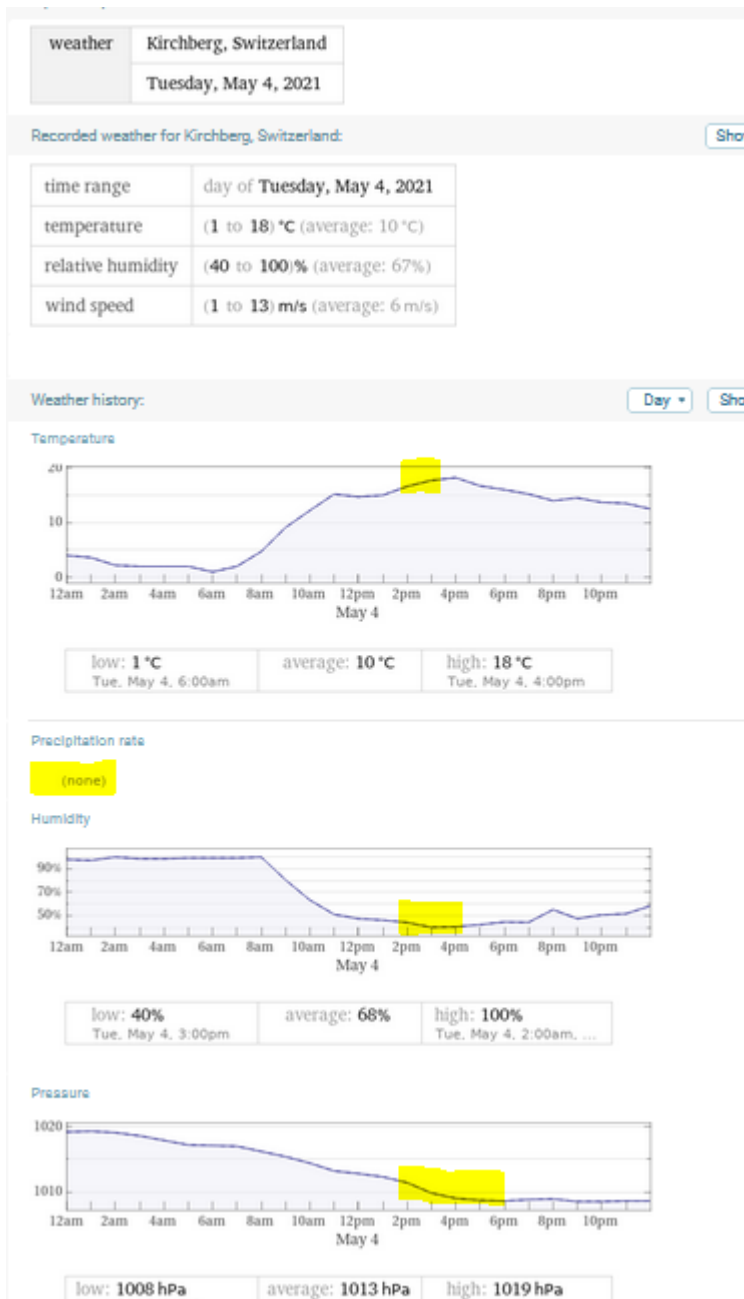 weather Kirchberg, Switzerland
Tuesday, May 4, 2021
Recorded weather for Kirchberg, Switzerland:
time range day of Tuesday, May 4, 2021
temperature (1 to 18) °C (average: 10 °C)
relative humidity (40 to 100)% (average: 67%)
wind speed (1 to 13) m/s (average: 6 m/s)
Weather history: Day
Temperature
20
10
0
12am 2am 4am 6am 8am 10am 12pm 2pm 4pm 6pm 8pm 10pm
May 4
low: 1 °C average: 10 °C high: 18 °C
Tue, May 4, 6:00am Tue, May 4, 4:00pm
Precipitation rate
(none)
Humidity
90%
70%
50%
12am 2am 4am 6am 8am 10am 12pm 2pm 4pm 6pm 8pm 10pm
May 4
low: 40% average: 68% high: 100%
Tue, May 4, 3:00pm Tue, May 4, 2:00am, ...
Pressure
1020
1010
12am 2am 4am 6am 8am 10am 12pm 2pm 4pm 6pm 8pm 10pm
May 4
low: 1008 hPa average: 1013 hPa high: 1019 hPa